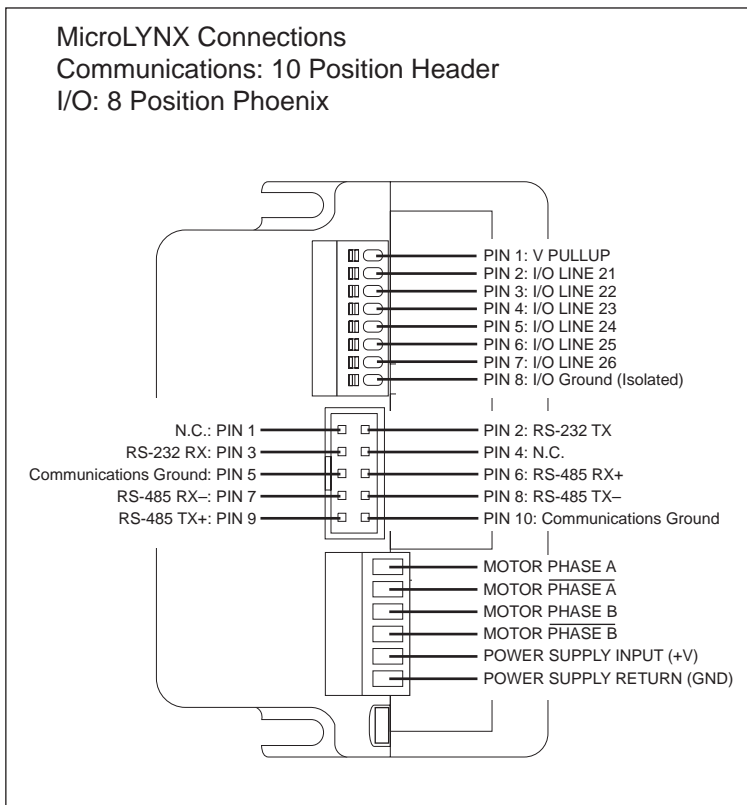 MicroLYNX Connections
Communications: 10 Position Header
I/O: 8 Position Phoenix
PIN 1: V PULLUP
PIN 2: I/O LINE 21
PIN 3: I/O LINE 22
PIN 4: I/O LINE 23
PIN 5: I/O LINE 24
PIN 6: I/O LINE 25
PIN 7: I/O LINE 26
PIN 8: I/O Ground (Isolated)
N.C.: PIN 1
PIN 2: RS-232 TX
RS-232 RX: PIN 3
PIN 4: N.C.
Communications Ground: PIN 5
PIN 6: RS-485 RX+
RS-485 RX–: PIN 7
PIN 8: RS-485 TX–
RS-485 TX+: PIN 9
PIN 10: Communications Ground
MOTOR PHASE A
MOTOR P̅H̅A̅S̅E̅ A̅
MOTOR PHASE B
MOTOR P̅H̅A̅S̅E̅ B̅
POWER SUPPLY INPUT (+V)
POWER SUPPLY RETURN (GND)